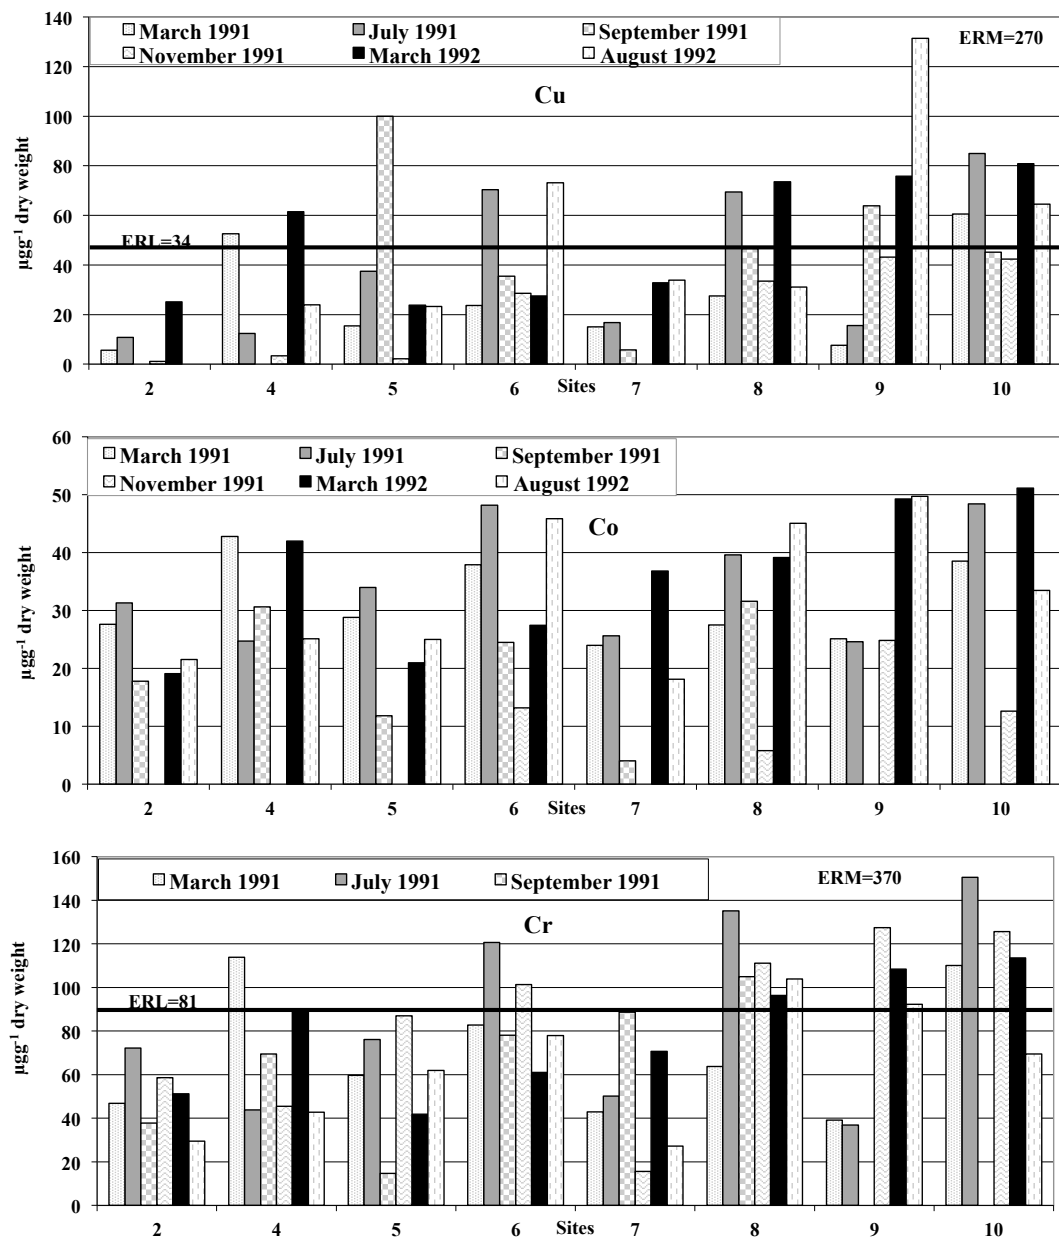 140
120
100
80
60
40
20
0
µgg⁻¹ dry weight
March 1991 July 1991 September 1991
November 1991 March 1992 August 1992
ERM=270
Cu
ERL=34
2 4 5 6 Sites 7 8 9 10
60
50
40
30
20
10
0
µgg⁻¹ dry weight
March 1991 July 1991 September 1991
November 1991 March 1992 August 1992
Co
2 4 5 6 Sites 7 8 9 10
160
140
120
100
80
60
40
20
0
µgg⁻¹ dry weight
March 1991 July 1991 September 1991
ERM=370
Cr
ERL=81
2 4 5 6 Sites 7 8 9 10